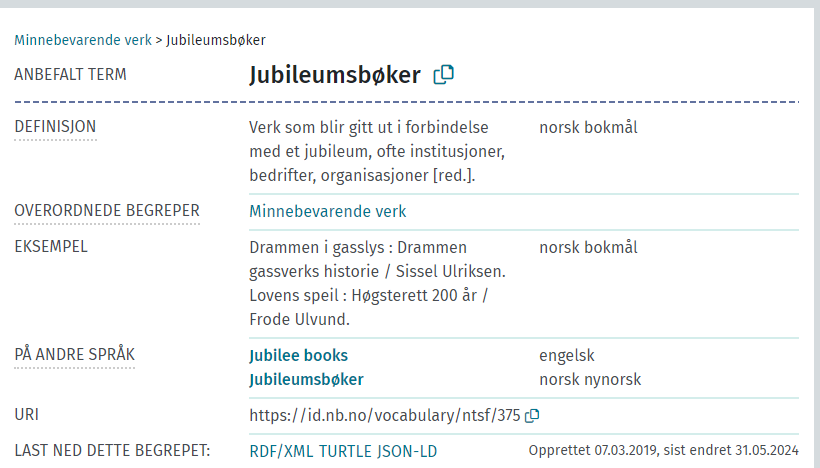 Minnebevarende verk > Jubileumsbøker
ANBEFALT TERM Jubileumsbøker
DEFINISJON Verk som blir gitt ut i forbindelse norsk bokmål
med et jubileum, ofte institusjoner,
bedrifter, organisasjoner [red.].
OVERORDNEDE BEGREPER Minnebevarende verk
EKSEMPEL Drammen i gasslys : Drammen norsk bokmål
gassverks historie / Sissel Ulriksen.
Lovens speil : Høgsterett 200 år /
Frode Ulvund.
PÅ ANDRE SPRÅK Jubilee books engelsk
Jubileumsbøker norsk nynorsk
URI https://id.nb.no/vocabulary/ntsf/375
LAST NED DETTE BEGREPET: RDF/XML TURTLE JSON-LD Opprettet 07.03.2019, sist endret 31.05.2024